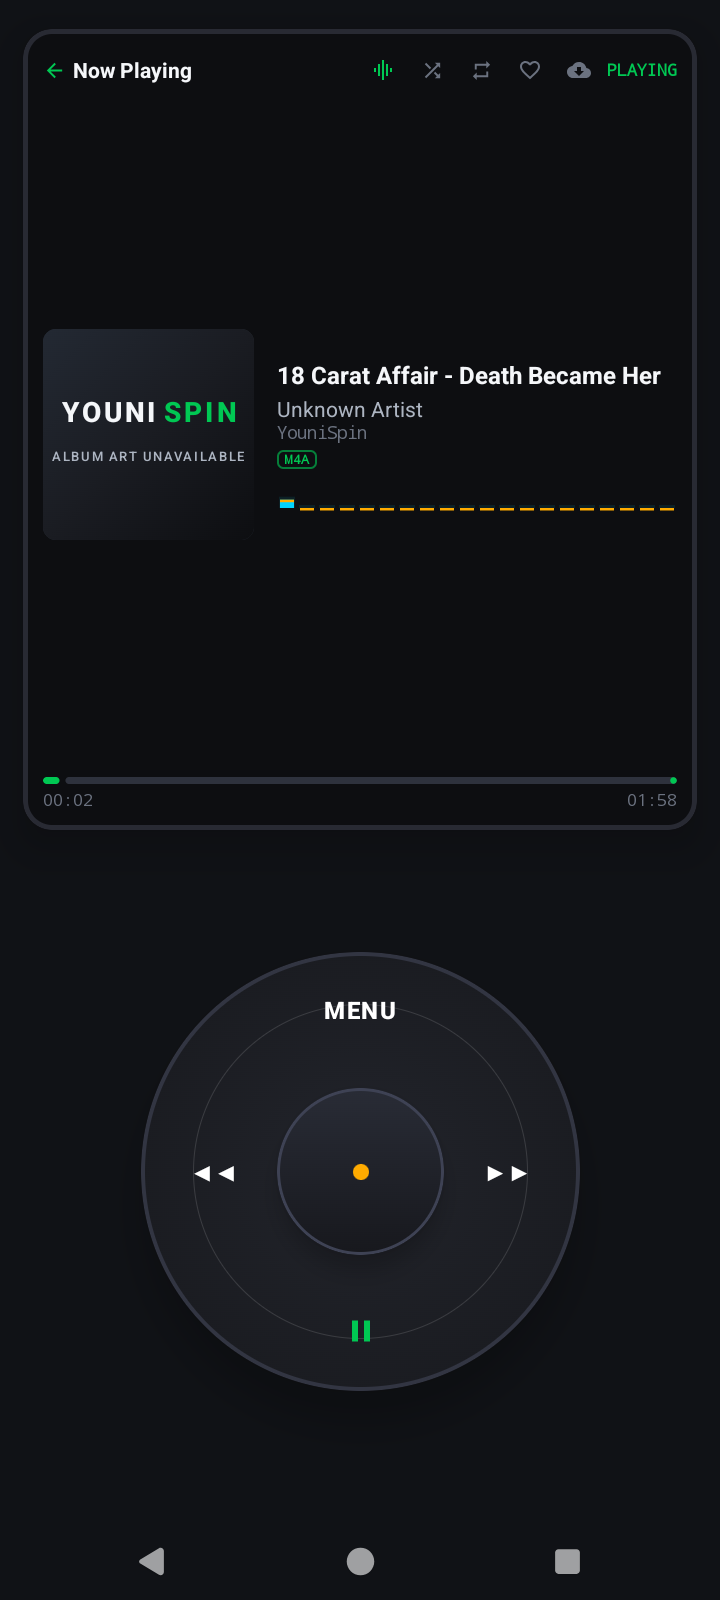 Now Playing PLAYING
YOUNI SPIN
ALBUM ART UNAVAILABLE
18 Carat Affair - Death Became Her
Unknown Artist
YouniSpin
M4A
00:02 01:58
MENU